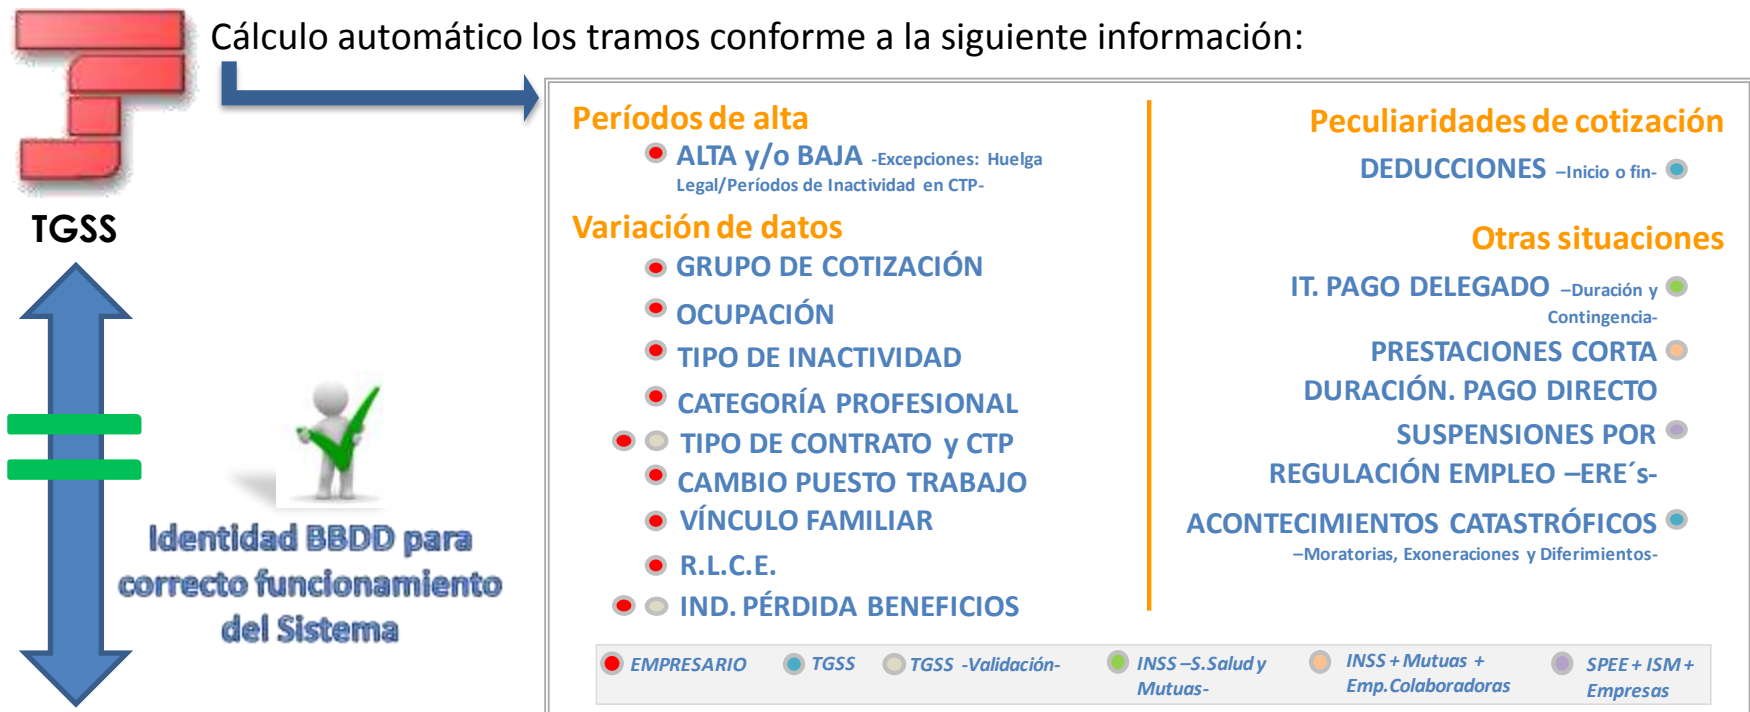 Cálculo automático los tramos conforme a la siguiente información:
TGSS
Identidad BBDD para
correcto funcionamiento
del Sistema
Períodos de alta
ALTA y/o BAJA -Excepciones: Huelga
Legal/Períodos de Inactividad en CTP-
Variación de datos
GRUPO DE COTIZACIÓN
OCUPACIÓN
TIPO DE INACTIVIDAD
CATEGORÍA PROFESIONAL
TIPO DE CONTRATO y CTP
CAMBIO PUESTO TRABAJO
VÍNCULO FAMILIAR
R.L.C.E.
IND. PÉRDIDA BENEFICIOS
Peculiaridades de cotización
DEDUCCIONES –Inicio o fin-
Otras situaciones
IT. PAGO DELEGADO –Duración y
Contingencia-
PRESTACIONES CORTA
DURACIÓN. PAGO DIRECTO
SUSPENSIONES POR
REGULACIÓN EMPLEO –ERE´s-
ACONTECIMIENTOS CATASTRÓFICOS
–Moratorias, Exoneraciones y Diferimientos-
EMPRESARIO
TGSS
TGSS -Validación-
INSS –S.Salud y
Mutuas-
INSS + Mutuas +
Emp.Colaboradoras
SPEE + ISM +
Empresas